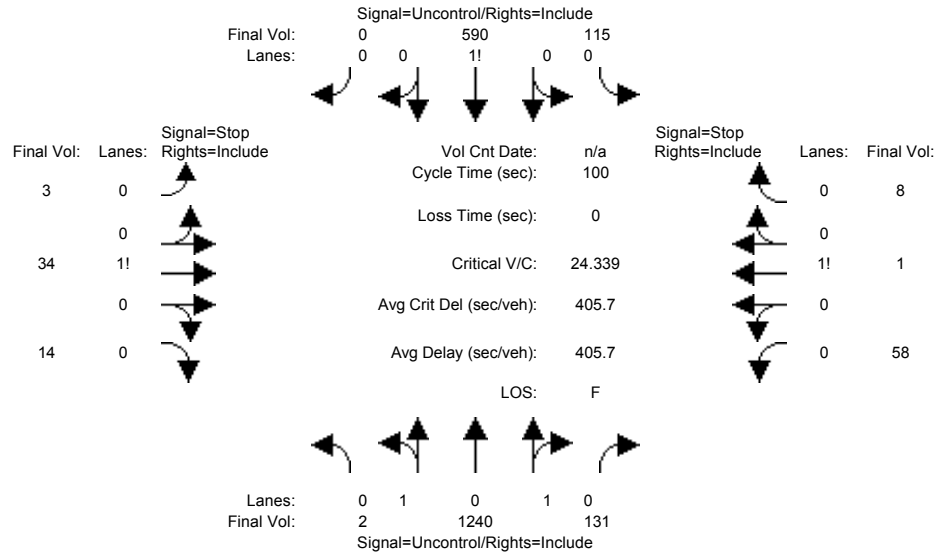 Signal=Uncontrol/Rights=Include
Final Vol: 0 590 115
Lanes: 0 0 1! 0 0
Signal=Stop Signal=Stop
Final Vol: Lanes: Rights=Include Vol Cnt Date: n/a Rights=Include Lanes: Final Vol:
Cycle Time (sec): 100
3 0 0 8
Loss Time (sec): 0
0 0
34 1! Critical V/C: 24.339 1! 1
0 Avg Crit Del (sec/veh): 405.7 0
14 0 Avg Delay (sec/veh): 405.7 0 58
LOS: F
Lanes: 0 1 0 1 0
Final Vol: 2 1240 131
Signal=Uncontrol/Rights=Include